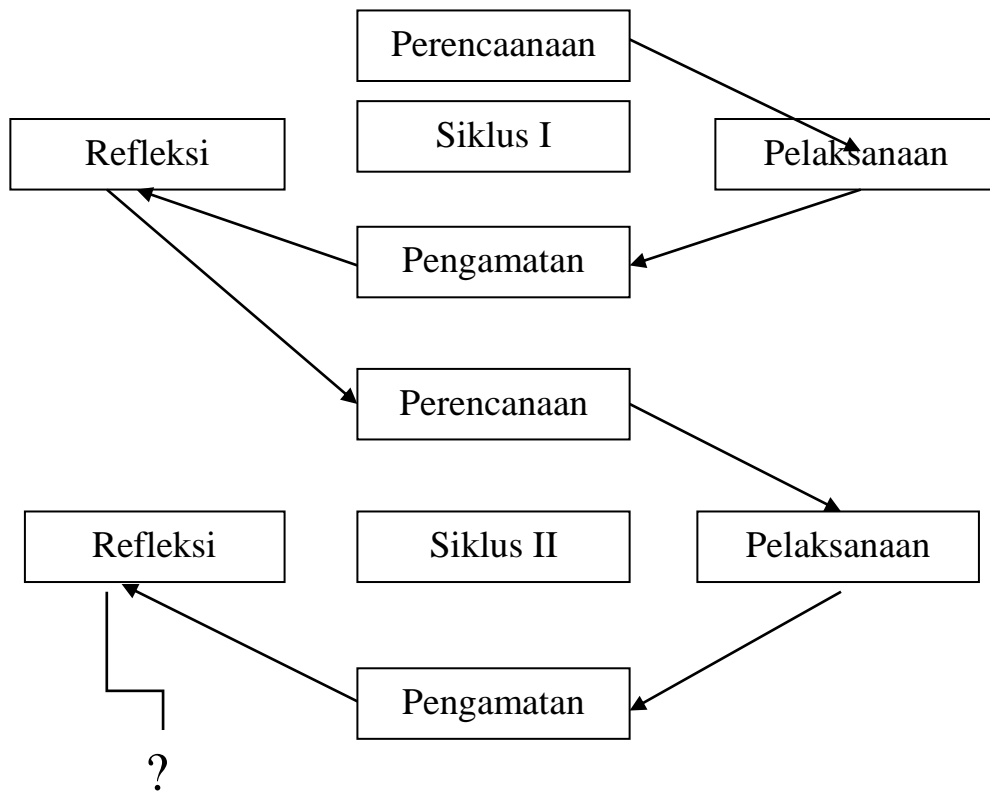 Perencaanaan
Siklus I
Refleksi
Pelaksanaan
Pengamatan
Perencanaan
Refleksi
Siklus II
Pelaksanaan
Pengamatan
?